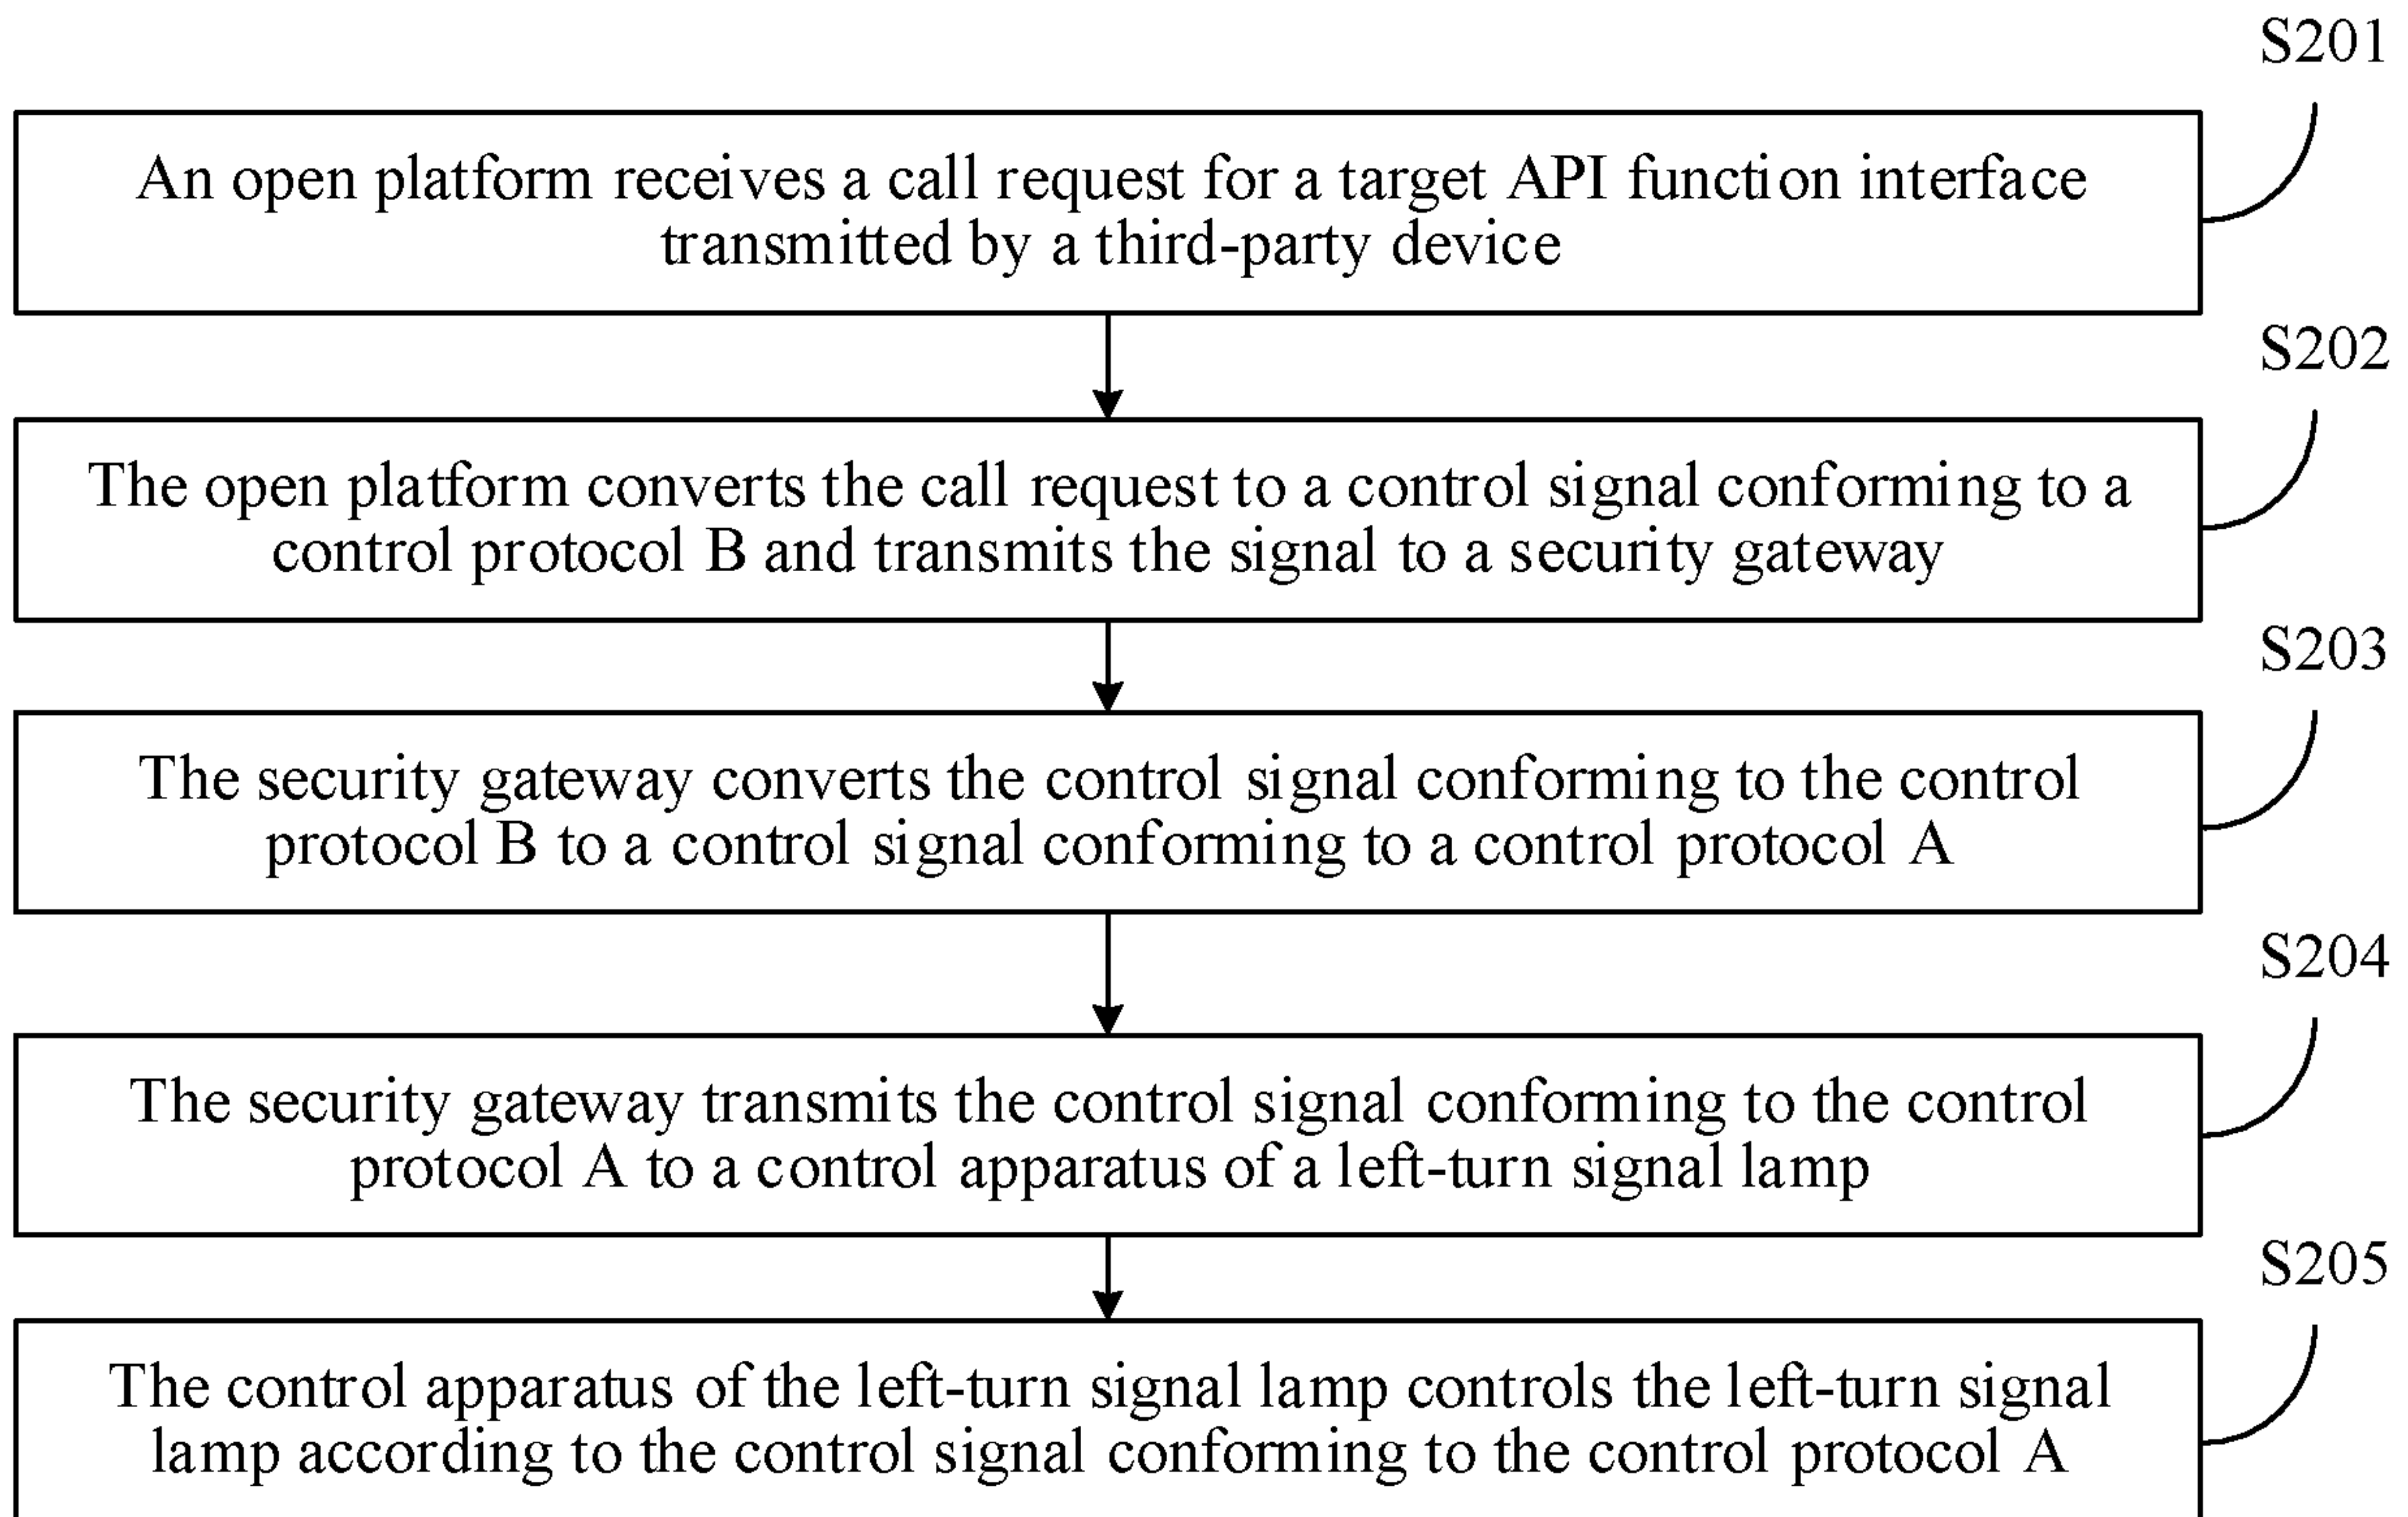 S201
An open platform receives a call request for a target API function interface
transmitted by a third-party device
S202
The open platform converts the call request to a control signal conforming to a
control protocol B and transmits the signal to a security gateway
S203
The security gateway converts the control signal conforming to the control
protocol B to a control signal conforming to a control protocol A
S204
The security gateway transmits the control signal conforming to the control
protocol A to a control apparatus of a left-turn signal lamp
S205
The control apparatus of the left-turn signal lamp controls the left-turn signal
lamp according to the control signal conforming to the control protocol A